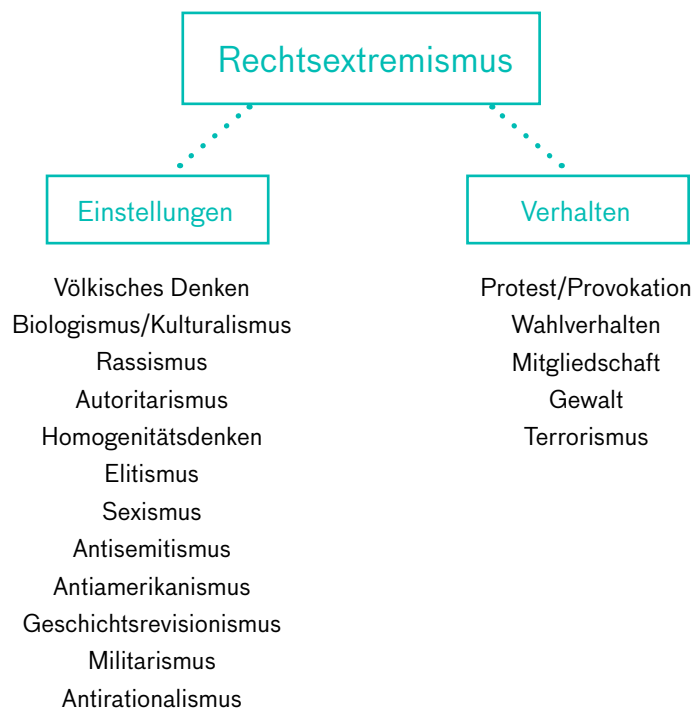 Rechtsextremismus
Einstellungen
Völkisches Denken
Biologismus/Kulturalismus
Rassismus
Autoritarismus
Homogenitätsdenken
Elitismus
Sexismus
Antisemitismus
Antiamerikanismus
Geschichtsrevisionismus
Militarismus
Antirationalismus
Verhalten
Protest/Provokation
Wahlverhalten
Mitgliedschaft
Gewalt
Terrorismus